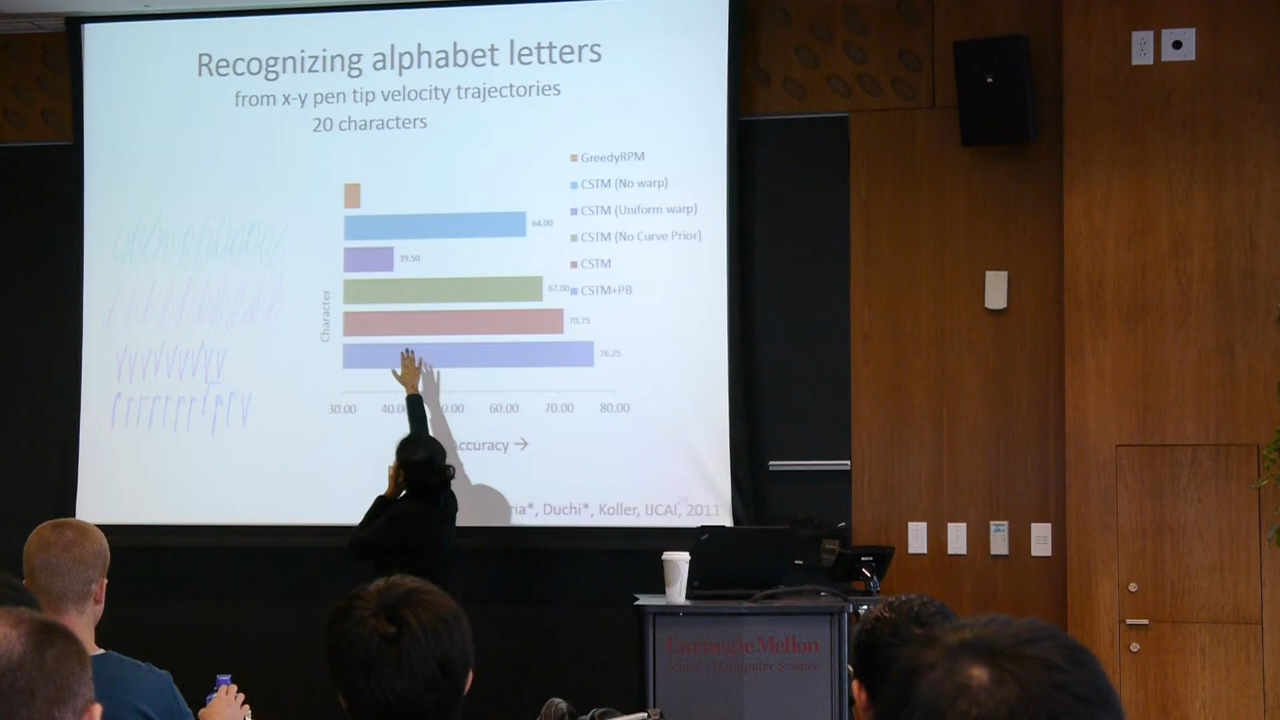 Recognizing alphabet letters
from x-y pen tip velocity trajectories
20 characters
GreedyRPM
CSTM (No warp)
CSTM (Uniform warp)
CSTM (No Curve Prior)
CSTM
CSTM+PB
64.00
39.50
67.00
70.75
76.25
Character
30.00 60.00 70.00 80.00
Accuracy →
Duchi*, Koller, IJCAI, 2011
Carnegie Mellon
School of Computer Science